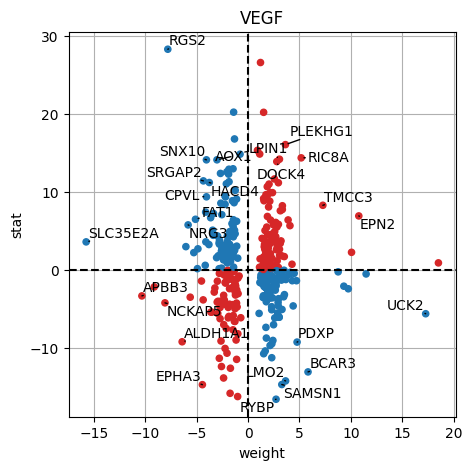 VEGF
30
RGS2
20
PLEKHG1
LPIN1
SNX10
AOX1
RIC8A
SRGAP2
DOCK4
HACD4
CPVL
TMCC3
10
stat
FAT1
EPN2
NRG3
SLC35E2A
0
APBB3
NCKAP5
UCK2
ALDH1A1
PDXP
−10
EPHA3
LMO2
BCAR3
SAMSN1
RYBP
−15
−10
−5
0
5
10
15
20
weight